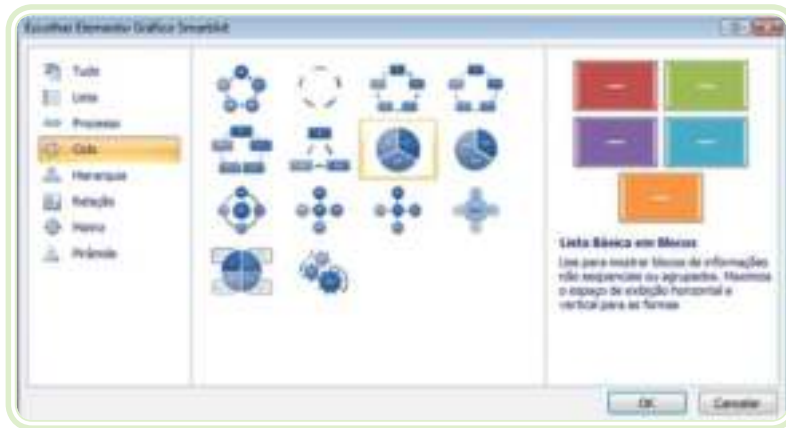 Escolher Elemento Gráfico SmartArt
Tudo
Lista
Processo
Ciclo
Hierarquia
Relação
Matriz
Pirâmide
Lista Básica em Blocos
Use para mostrar blocos de informações
não sequenciais ou agrupados. Maximiza
o espaço de exibição horizontal e
vertical para as formas
OK
Cancelar